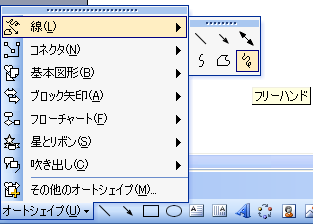 線(L)
コネクタ(N)
基本図形(B)
ブロック矢印(A)
フローチャート(F)
星とリボン(S)
吹き出し(C)
その他のオートシェイプ(M)...
フリーハンド
オートシェイプ(U)